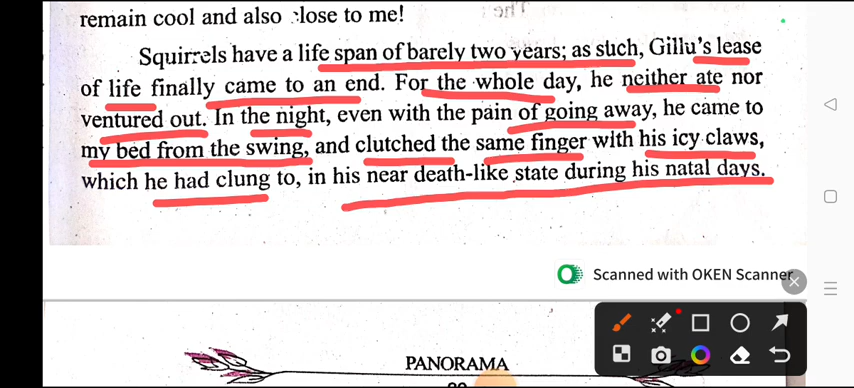 remain cool and also close to me!
Squirrels have a life span of barely two years; as such, Gillu's lease
of life finally came to an end. For the whole day, he neither ate nor
ventured out. In the night, even with the pain of going away, he came to
my bed from the swing, and clutched the same finger with his icy claws,
which he had clung to, in his near death-like state during his natal days.
Scanned with OKEN Scanner
PANORAMA